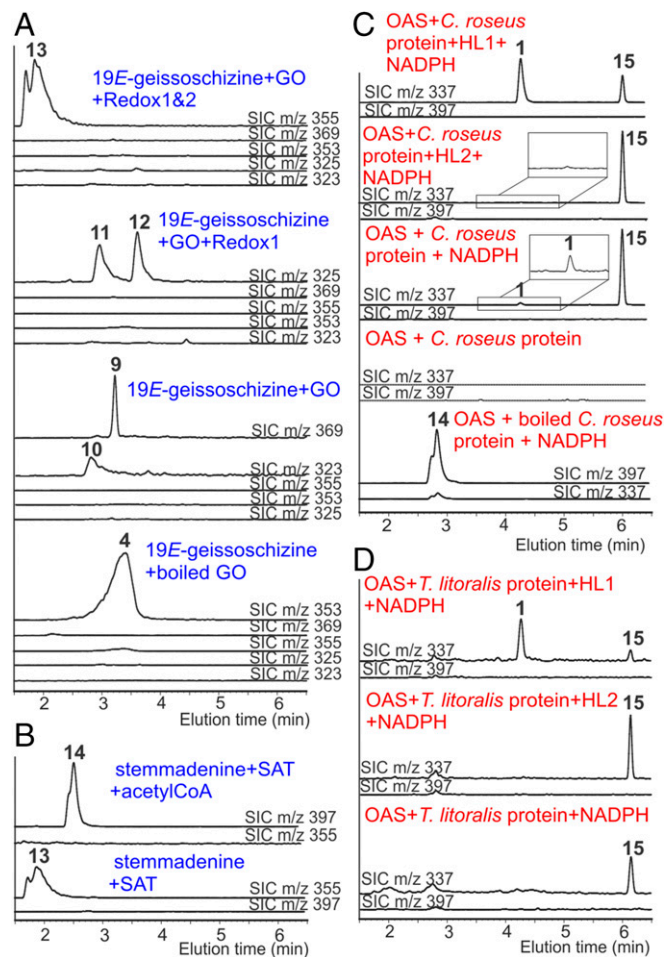 A
13
19E-geissoschizine+GO
+Redox1&2
SIC m/z 355
SIC m/z 369
SIC m/z 353
SIC m/z 325
SIC m/z 323
11 12 19E-geissoschizine
+GO+Redox1
SIC m/z 325
SIC m/z 369
SIC m/z 355
SIC m/z 353
SIC m/z 323
9
19E-geissoschizine+GO
SIC m/z 369
10
SIC m/z 323
SIC m/z 355
SIC m/z 353
SIC m/z 325
4 19E-geissoschizine
+boiled GO
SIC m/z 353
SIC m/z 369
SIC m/z 355
SIC m/z 325
SIC m/z 323
2 3 4 5 6
Elution time (min)
B
14
stemmadenine+SAT
+acetylCoA
SIC m/z 397
SIC m/z 355
13 stemmadenine
+SAT
SIC m/z 355
SIC m/z 397
2 3 4 5 6
Elution time (min)
C
OAS+C. roseus
protein+HL1+
NADPH
1 15
SIC m/z 337
SIC m/z 397
OAS+C. roseus
protein+HL2+
NADPH
15
SIC m/z 337
SIC m/z 397
OAS + C. roseus
protein + NADPH
1
15
1
SIC m/z 337
SIC m/z 397
OAS + C. roseus protein
SIC m/z 337
SIC m/z 397
14 OAS + boiled C. roseus
protein + NADPH
SIC m/z 397
SIC m/z 337
2 3 4 5 6
Elution time (min)
D
OAS+T. litoralis protein+HL1
+NADPH
1
15
SIC m/z 337
SIC m/z 397
OAS+T. litoralis protein+HL2
+NADPH
15
SIC m/z 337
SIC m/z 397
OAS+T. litoralis protein+NADPH
15
SIC m/z 337
SIC m/z 397
2 3 4 5 6
Elution time (min)